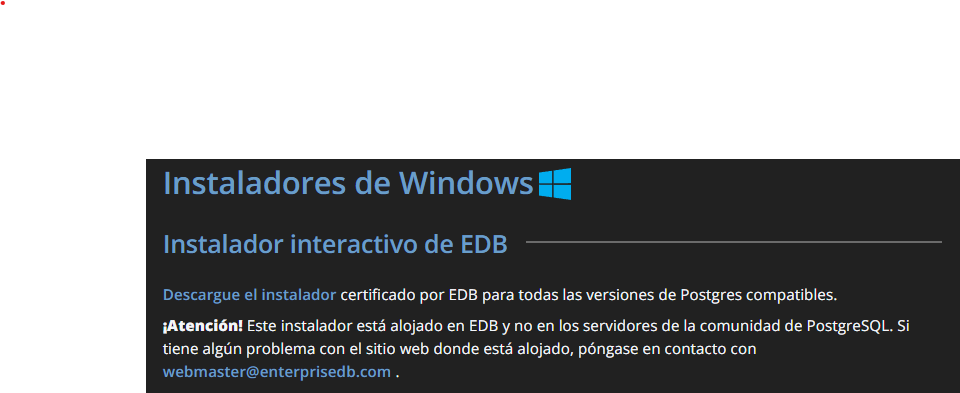 Instaladores de Windows
Instalador interactivo de EDB
Descargue el instalador certificado por EDB para todas las versiones de Postgres compatibles.
¡Atención! Este instalador está alojado en EDB y no en los servidores de la comunidad de PostgreSQL. Si
tiene algún problema con el sitio web donde está alojado, póngase en contacto con
webmaster@enterprisedb.com .